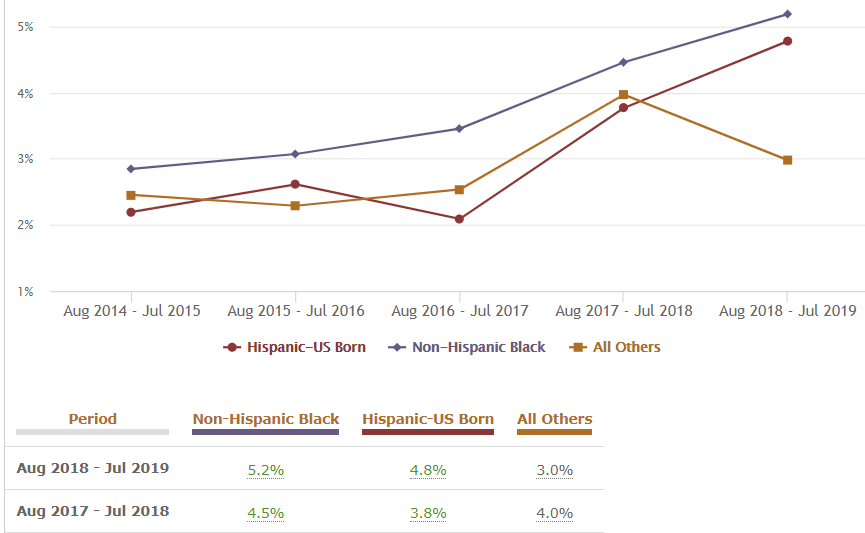 5%
4%
3%
2%
1%
Aug 2014 - Jul 2015 Aug 2015 - Jul 2016 Aug 2016 - Jul 2017 Aug 2017 - Jul 2018 Aug 2018 - Jul 2019
Hispanic-US Born Non-Hispanic Black All Others
Period Non-Hispanic Black Hispanic-US Born All Others
Aug 2018 - Jul 2019 5.2% 4.8% 3.0%
Aug 2017 - Jul 2018 4.5% 3.8% 4.0%